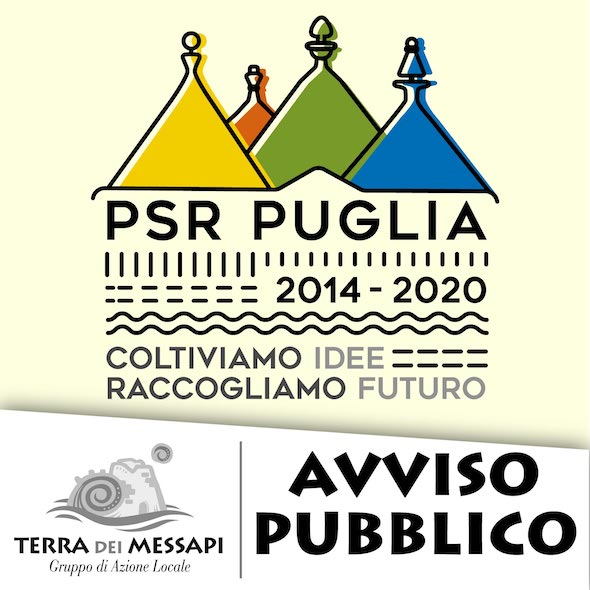 PSR PUGLIA
2014 - 2020
COLTIVIAMO IDEE
RACCOGLIAMO FUTURO
TERRA DEI MESSAPI
Gruppo di Azione Locale
AVVISO
PUBBLICO